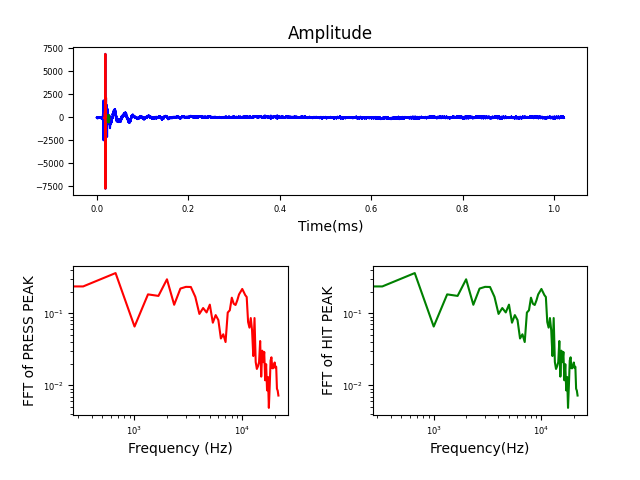 Amplitude
7500
5000
2500
0
−2500
−5000
−7500
0.0 0.2 0.4 0.6 0.8 1.0
Time(ms)
FFT of PRESS PEAK
10⁻¹
10⁻²
10³ 10⁴
Frequency (Hz)
FFT of HIT PEAK
10⁻¹
10⁻²
10³ 10⁴
Frequency(Hz)